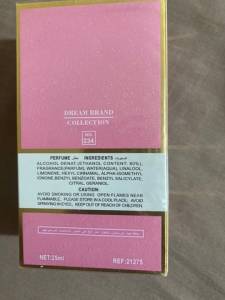 DREAM BRAND
COLLECTION
NO.
234
PERFUME عطر INGREDIENTS المكونات
ALCOHOL DENAT.(ETHANOL CONTENT, 80%),
FRAGRANCE(PARFUM), WATER(AQUA), LINALOOL,
LIMONENE, HEXYL CINNAMAL, ALPHA-ISOMETHYL
IONONE, BENZYL BENZOATE, BENZYL SALICYLATE,
CITRAL, GERANIOL.
CAUTION
AVOID SMOKING OR USING OPEN FLAMES NEAR
FLAMMABLE, PLEASE STORE IN A COOL PLACE, AVOID
SPRAYING EYES, KEEP OUT OF REACH OF CHILDREN
NET:25ml REF:21275